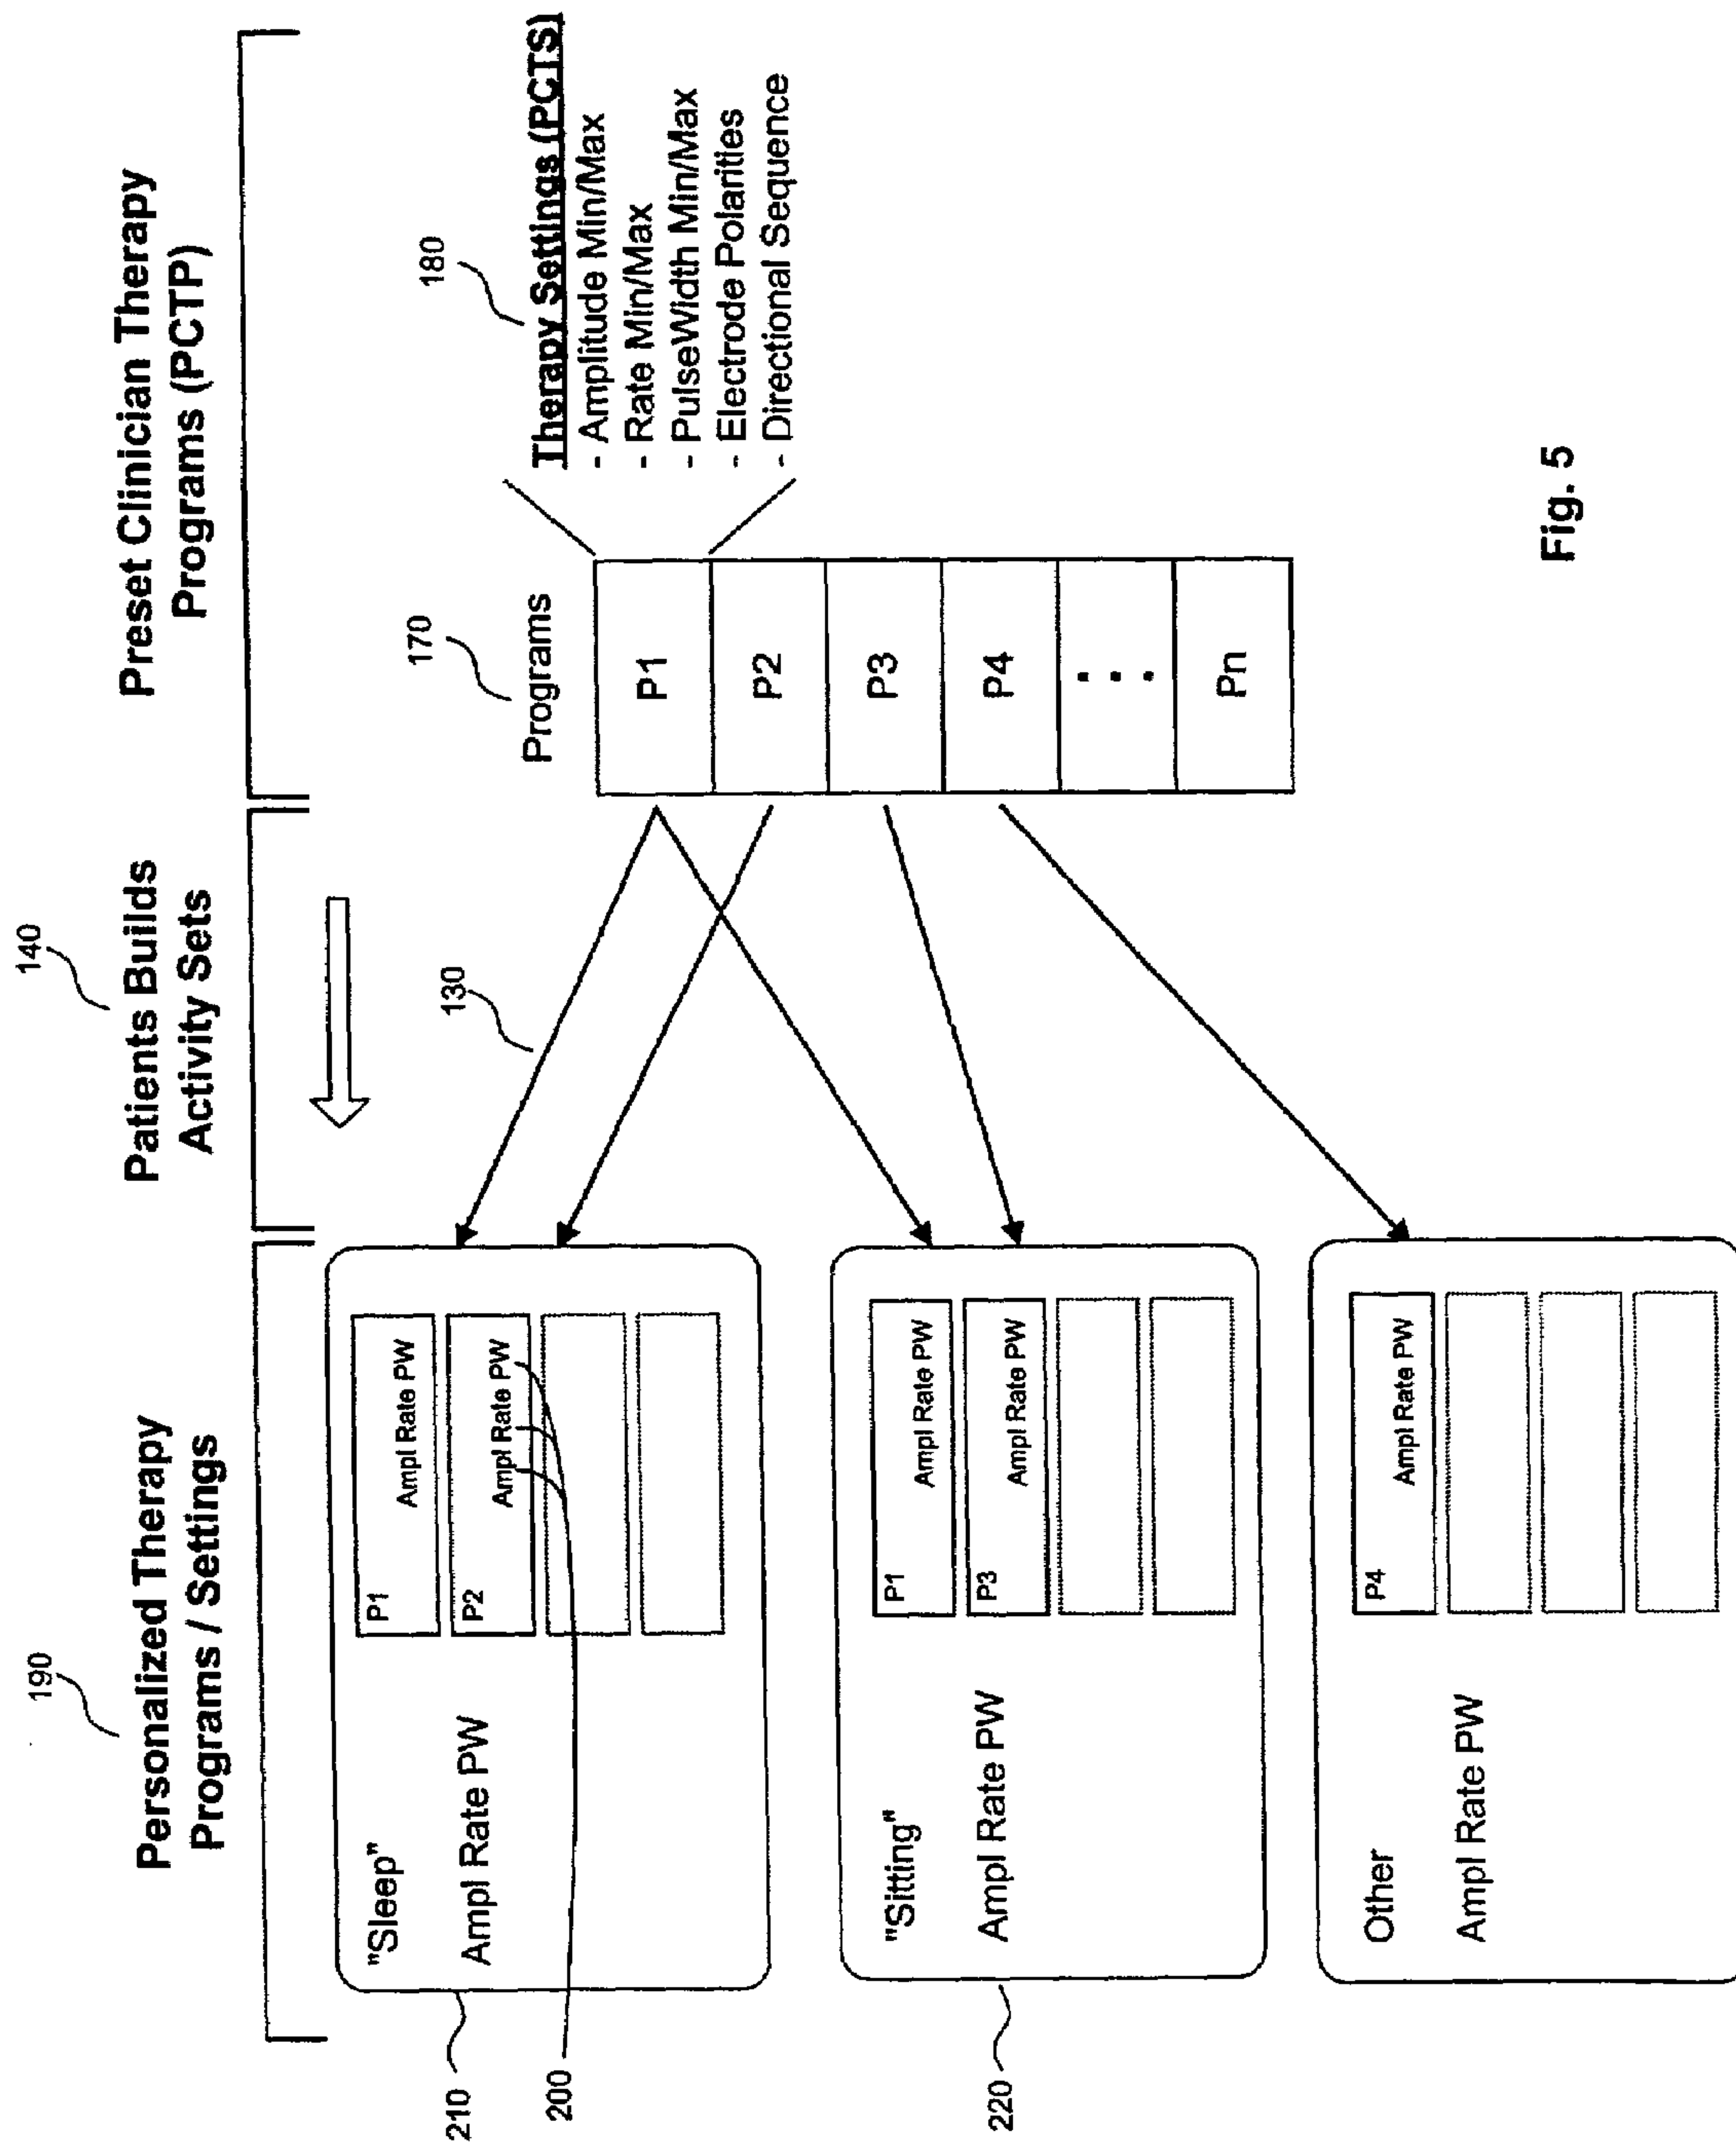 190
Personalized Therapy
Programs / Settings
140
Patients Builds
Activity Sets
Preset Clinician Therapy
Programs (PCTP)
210
"Sleep"
Ampl Rate PW
P1
Ampl Rate PW
P2
Ampl Rate PW
200
130
170
Programs
P1
P2
P3
P4
. . .
Pn
180
Therapy Settings (PCTS)
- Amplitude Min/Max
- Rate Min/Max
- PulseWidth Min/Max
- Electrode Polarities
- Directional Sequence
220
"Sitting"
Ampl Rate PW
P1
Ampl Rate PW
P3
Ampl Rate PW
Other
Ampl Rate PW
P4
Ampl Rate PW
Fig. 5